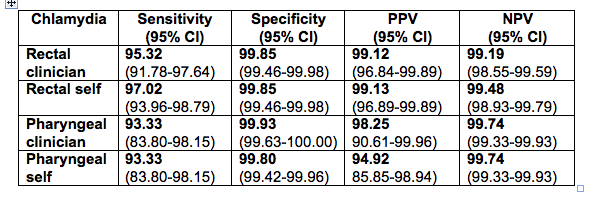 Chlamydia Sensitivity Specificity PPV NPV
(95% CI) (95% CI) (95% CI) (95% CI)
Rectal 95.32 99.85 99.12 99.19
clinician (91.78-97.64) (99.46-99.98) (96.84-99.89) (98.55-99.59)
Rectal self 97.02 99.85 99.13 99.48
(93.96-98.79) (99.46-99.98) (96.89-99.89) (98.93-99.79)
Pharyngeal 93.33 99.93 98.25 99.74
clinician (83.80-98.15) (99.63-100.00) 90.61-99.96) (99.33-99.93)
Pharyngeal 93.33 99.80 94.92 99.74
self (83.80-98.15) (99.42-99.96) 85.85-98.94) (99.33-99.93)